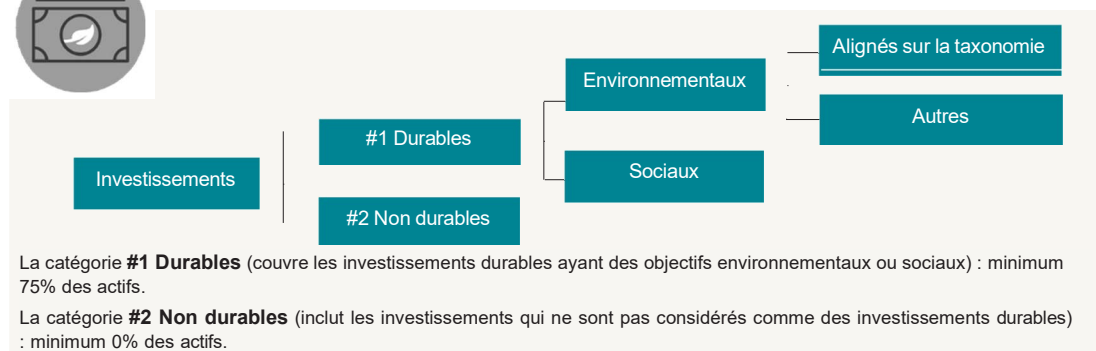 Alignés sur la taxonomie
Environnementaux
Autres
#1 Durables
Sociaux
Investissements
#2 Non durables
La catégorie #1 Durables (couvre les investissements durables ayant des objectifs environnementaux ou sociaux) : minimum
75% des actifs.
La catégorie #2 Non durables (inclut les investissements qui ne sont pas considérés comme des investissements durables)
: minimum 0% des actifs.